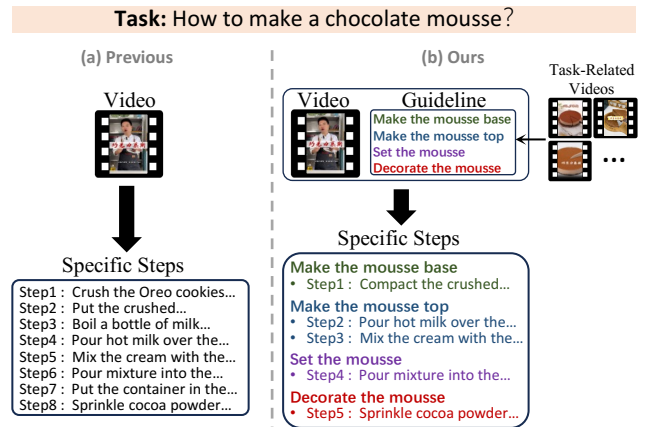 Task: How to make a chocolate mousse？
(a) Previous
(b) Ours
Video
Specific Steps
Step1 : Crush the Oreo cookies...
Step2 : Put the crushed...
Step3 : Boil a bottle of milk...
Step4 : Pour hot milk over the...
Step5 : Mix the cream with the...
Step6 : Pour mixture into the...
Step7 : Put the container in the...
Step8 : Sprinkle cocoa powder...
Video
Guideline
Make the mousse base
Make the mousse top
Set the mousse
Decorate the mousse
Task-Related
Videos
...
Specific Steps
Make the mousse base
• Step1 : Compact the crushed...
Make the mousse top
• Step2 : Pour hot milk over the...
• Step3 : Mix the cream with the...
Set the mousse
• Step4 : Pour mixture into the...
Decorate the mousse
• Step5 : Sprinkle cocoa powder...